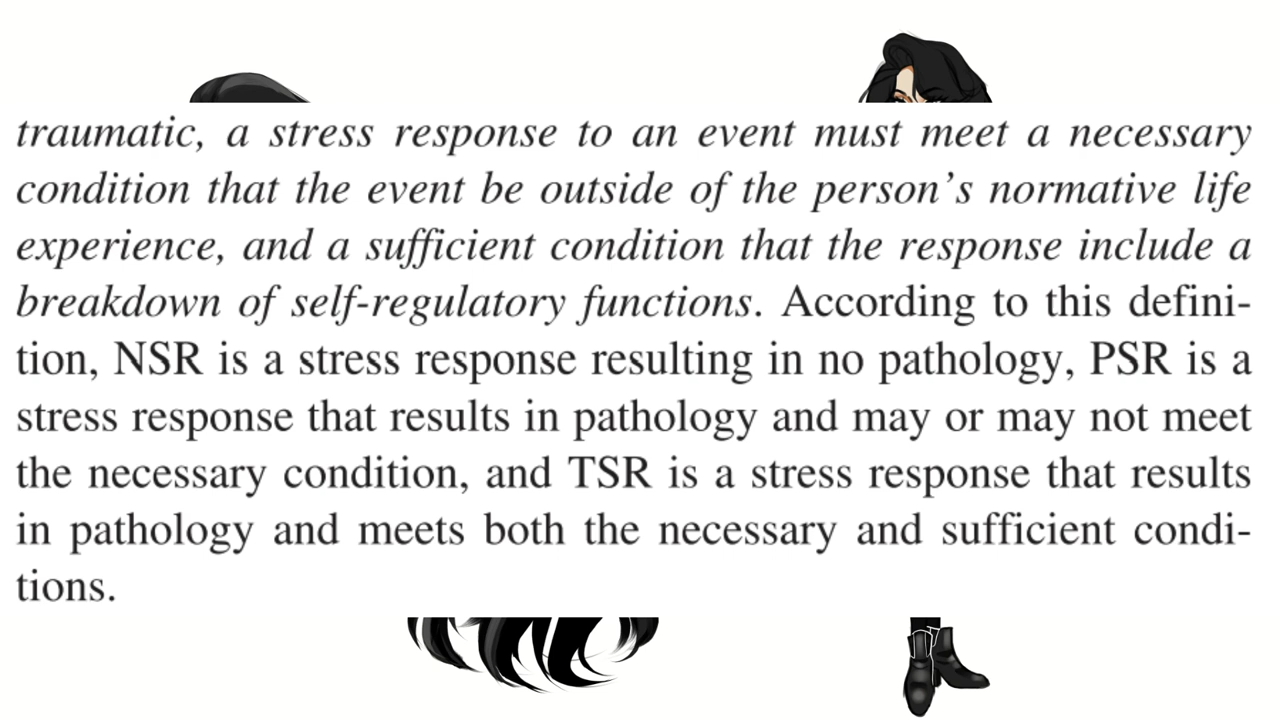 traumatic, a stress response to an event must meet a necessary
condition that the event be outside of the person’s normative life
experience, and a sufficient condition that the response include a
breakdown of self-regulatory functions. According to this defini-
tion, NSR is a stress response resulting in no pathology, PSR is a
stress response that results in pathology and may or may not meet
the necessary condition, and TSR is a stress response that results
in pathology and meets both the necessary and sufficient condi-
tions.